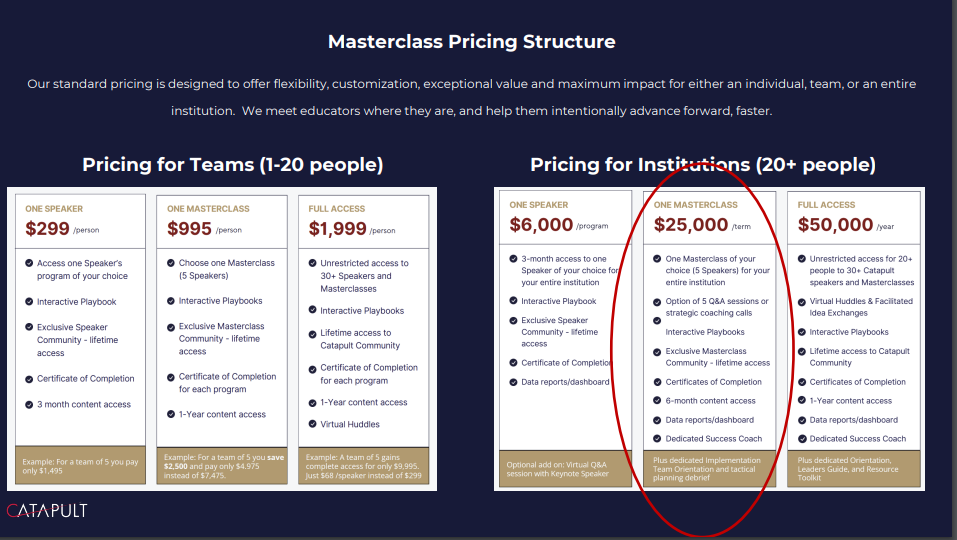 Masterclass Pricing Structure
Our standard pricing is designed to offer flexibility, customization, exceptional value and maximum impact for either an individual, team, or an entire
institution. We meet educators where they are, and help them intentionally advance forward, faster.
Pricing for Teams (1-20 people)
ONE SPEAKER
$299 /person
Access one Speaker's
program of your choice
Interactive Playbook
Exclusive Speaker
Community - lifetime
access
Certificate of Completion
3 month content access
Example: For a team of 5 you pay
only $1,495
ONE MASTERCLASS
$995 /person
Choose one Masterclass
(5 Speakers)
Interactive Playbooks
Exclusive Masterclass
Community - lifetime
access
Certificate of Completion
for each program
1-Year content access
Example: For a team of 5 you save
$2,500 and pay only $4.975
instead of $7,475.
FULL ACCESS
$1,999 /person
Unrestricted access to
30+ Speakers and
Masterclasses
Interactive Playbooks
Lifetime access to
Catapult Community
Certificate of Completion
for each program
1-Year content access
Virtual Huddles
Example: A team of 5 gains
complete access for only $9,995.
Just $68 /speaker instead of $299
Pricing for Institutions (20+ people)
ONE SPEAKER
$6,000 /program
3-month access to one
Speaker of your choice for
your entire institution
Interactive Playbook
Exclusive Speaker
Community - lifetime
access
Certificate of Completion
Data reports/dashboard
Optional add on: Virtual Q&A
session with Keynote Speaker
ONE MASTERCLASS
$25,000 /term
One Masterclass of your
choice (5 Speakers) for your
entire institution
Option of 5 Q&A sessions or
strategic coaching calls
Interactive Playbooks
Exclusive Masterclass
Community - lifetime access
Certificates of Completion
6-month content access
Data reports/dashboard
Dedicated Success Coach
Plus dedicated Implementation
Team Orientation and tactical
planning debrief
FULL ACCESS
$50,000 /year
Unrestricted access for 20+
people to 30+ Catapult
speakers and Masterclasses
Virtual Huddles & Facilitated
Idea Exchanges
Interactive Playbooks
Lifetime access to Catapult
Community
Certificates of Completion
1-Year content access
Data reports/dashboard
Dedicated Success Coach
Plus dedicated Orientation,
Leaders Guide, and Resource
Toolkit
CATAPULT